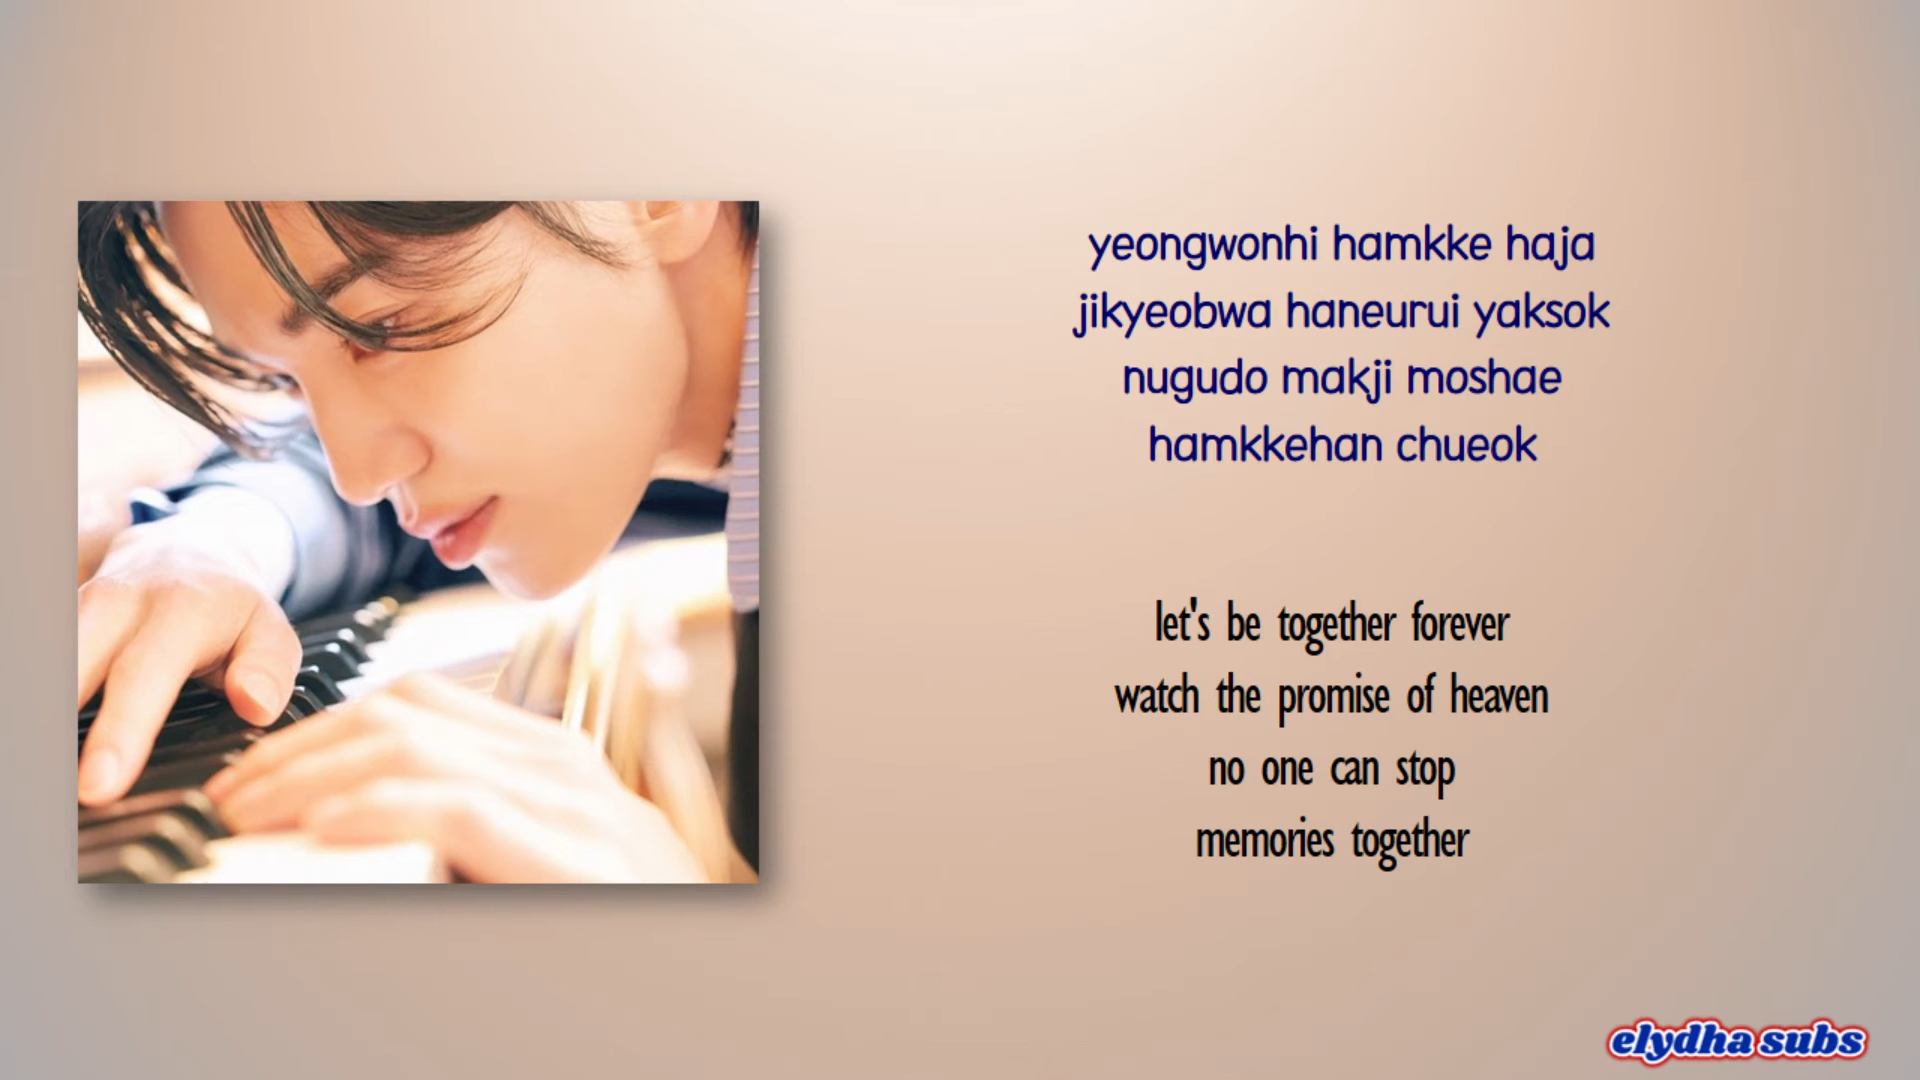 yeongwonhi hamkke haja
jikyeobwa haneurui yaksok
nugudo makji moshae
hamkkehan chueok
let's be together forever
watch the promise of heaven
no one can stop
memories together
elydha subs